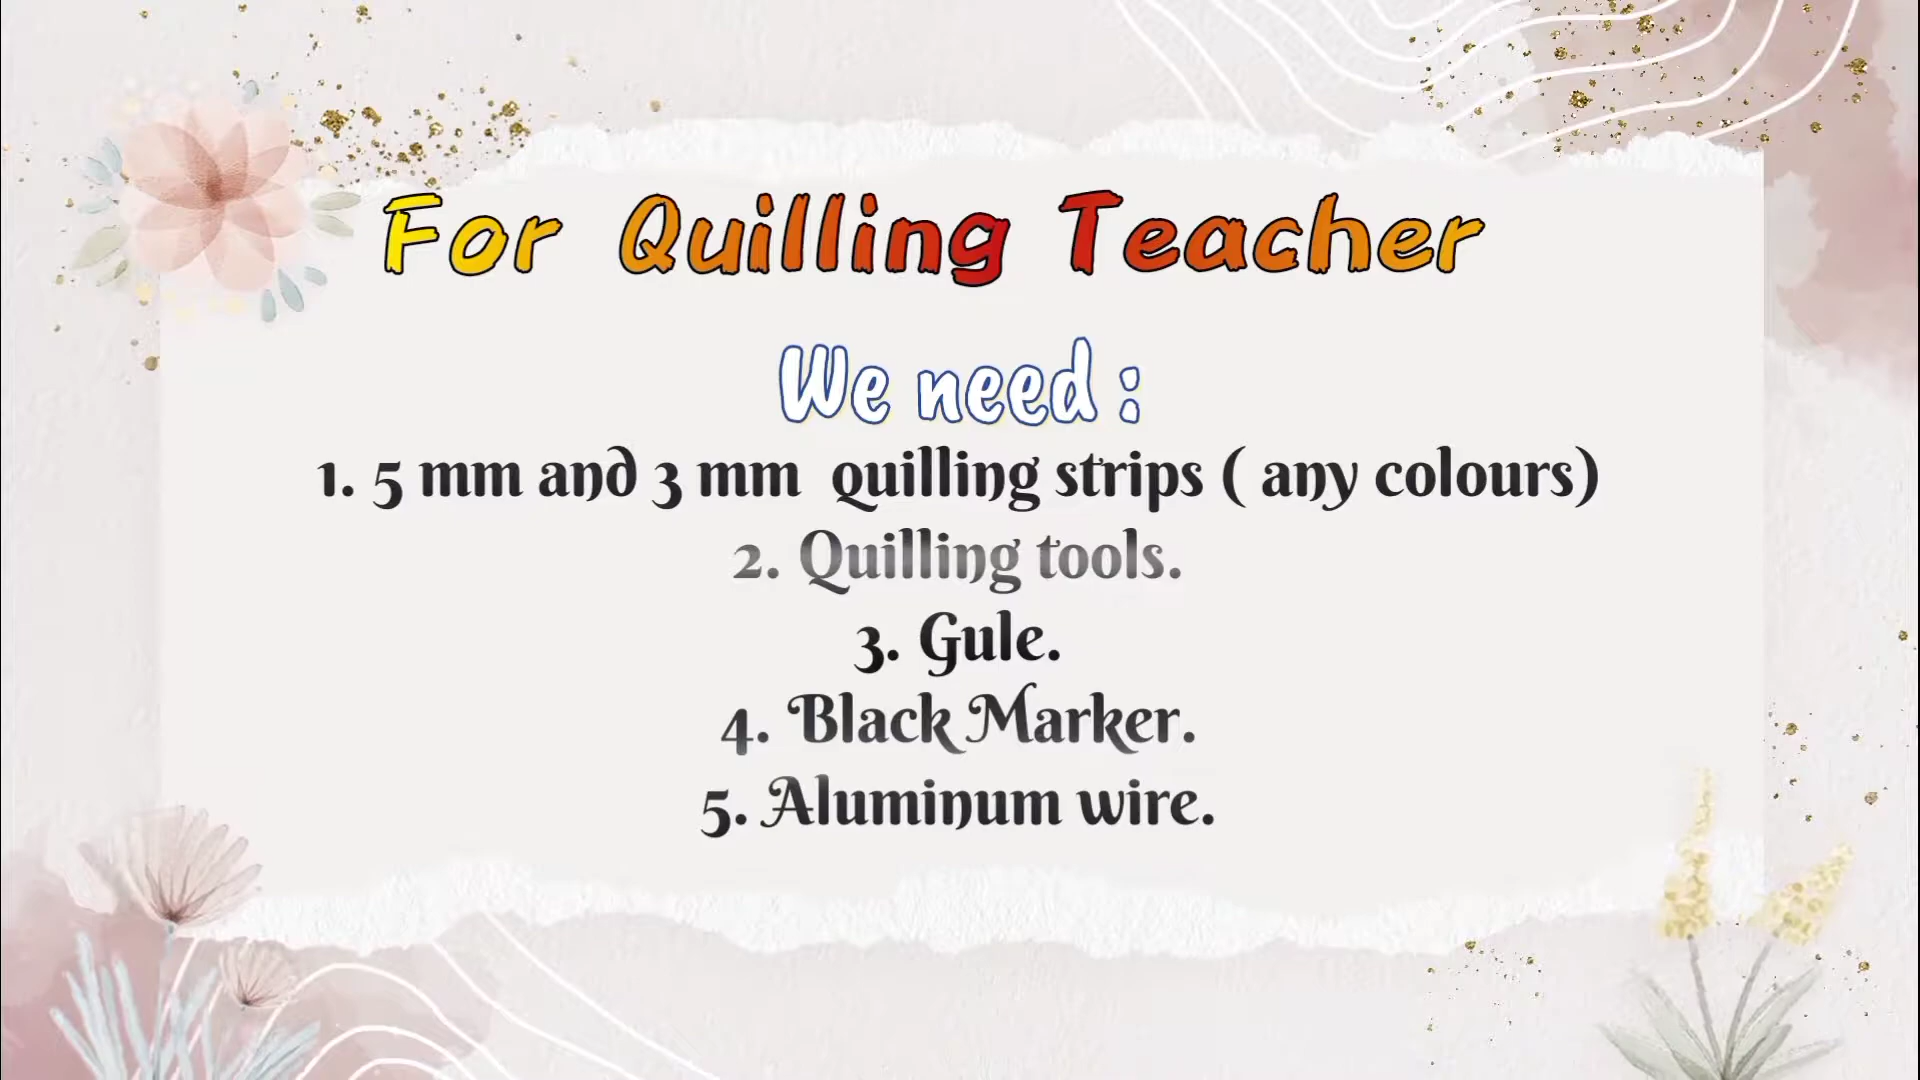 For Quilling Teacher
We need :
1. 5 mm and 3 mm quilling strips ( any colours)
2. Quilling tools.
3. Gule.
4. Black Marker.
5. Aluminum wire.